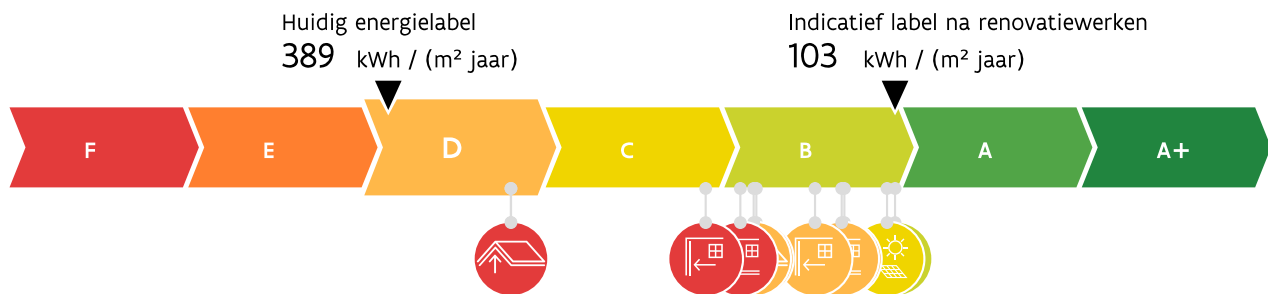 Huidig energielabel
389 kWh / (m² jaar)
Indicatief label na renovatiewerken
103 kWh / (m² jaar)
F
E
D
C
B
A
A+